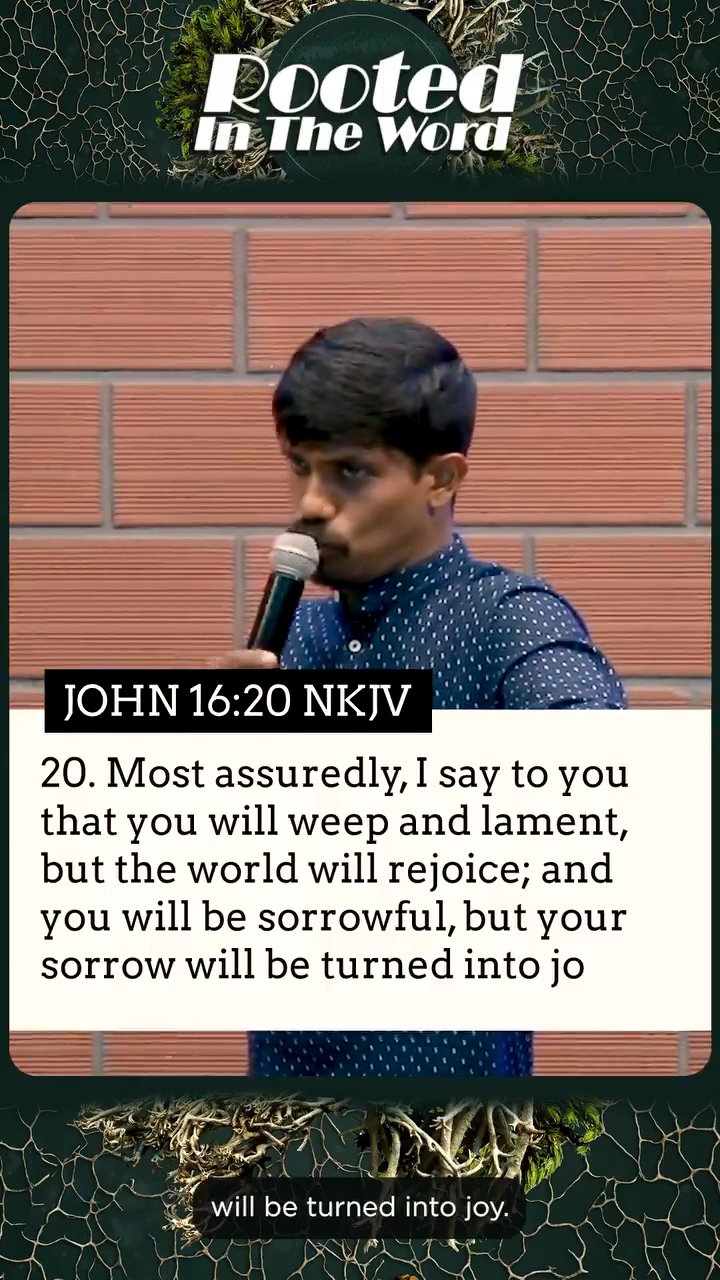 Rooted
In The Word
JOHN 16:20 NKJV
20. Most assuredly, I say to you
that you will weep and lament,
but the world will rejoice; and
you will be sorrowful, but your
sorrow will be turned into jo
will be turned into joy.